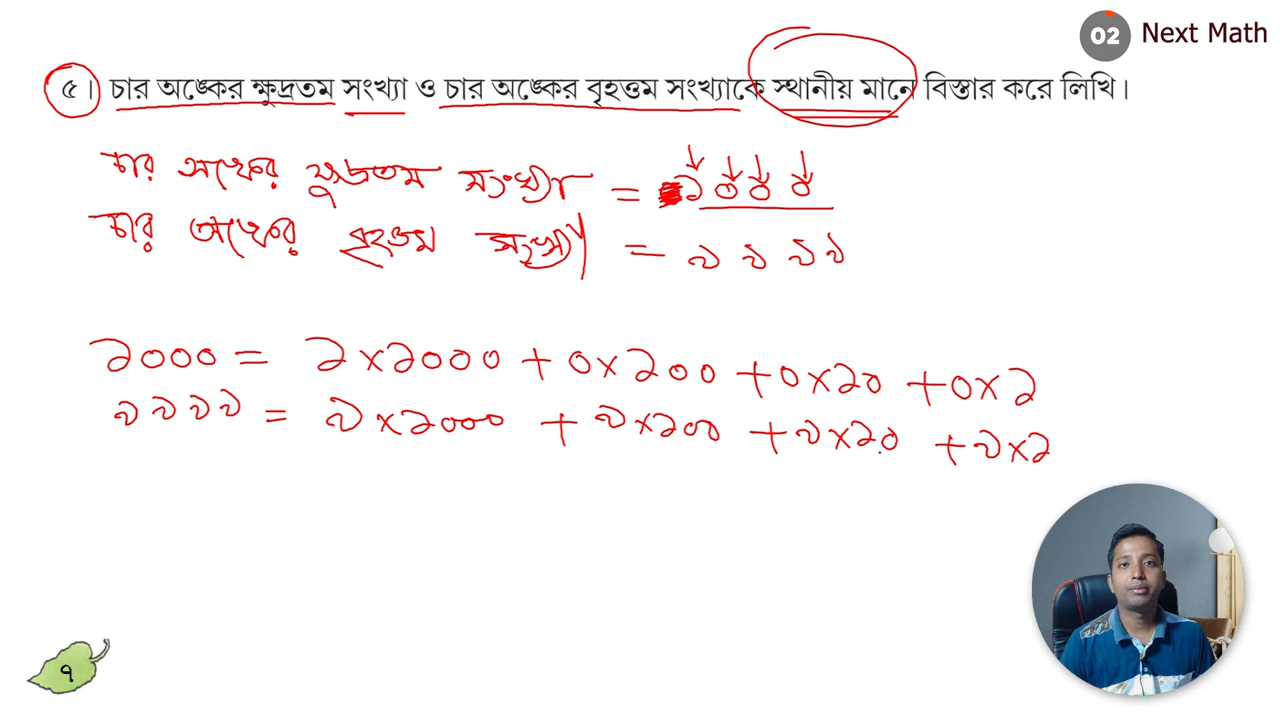 02 Next Math
৫। চার অঙ্কের ক্ষুদ্রতম সংখ্যা ও চার অঙ্কের বৃহত্তম সংখ্যাকে স্থানীয় মানে বিস্তার করে লিখি।
চার অঙ্কের ক্ষুদ্রতম সংখ্যা = ১০০০
চার অঙ্কের বৃহত্তম সংখ্যা = ৯৯৯৯
১০০০ = ১×১০০০ + ০×১০০ + ০×১০ + ০×১
৯৯৯৯ = ৯×১০০০ + ৯×১০০ + ৯×১০ + ৯×১
৭